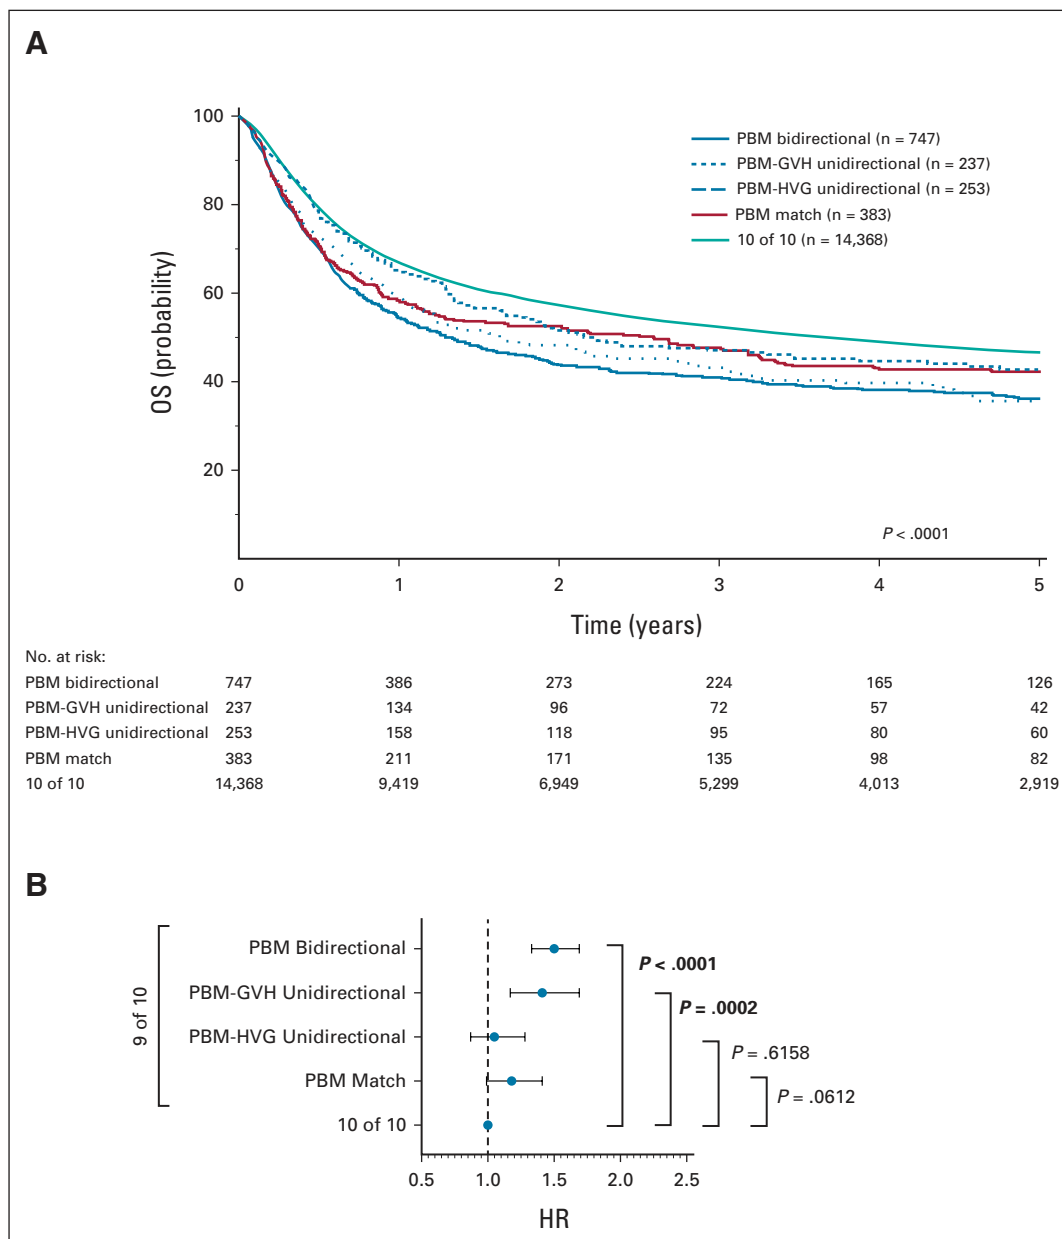 A
OS (probability)
100
80
60
40
20
PBM bidirectional (n = 747)
PBM-GVH unidirectional (n = 237)
PBM-HVG unidirectional (n = 253)
PBM match (n = 383)
10 of 10 (n = 14,368)
P < .0001
0 1 2 3 4 5
Time (years)
No. at risk:
PBM bidirectional 747 386 273 224 165 126
PBM-GVH unidirectional 237 134 96 72 57 42
PBM-HVG unidirectional 253 158 118 95 80 60
PBM match 383 211 171 135 98 82
10 of 10 14,368 9,419 6,949 5,299 4,013 2,919
B
9 of 10
PBM Bidirectional
PBM-GVH Unidirectional
PBM-HVG Unidirectional
PBM Match
10 of 10
P < .0001
P = .0002
P = .6158
P = .0612
0.5 1.0 1.5 2.0 2.5
HR